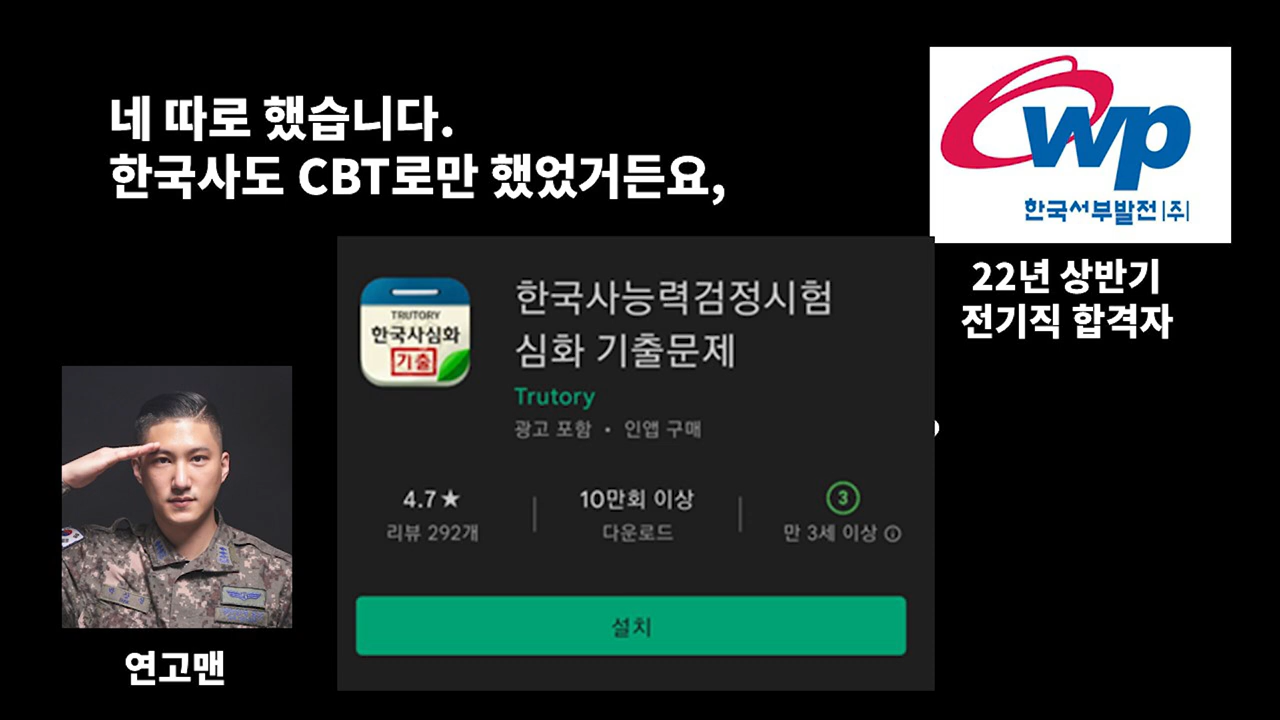 네 따로 했습니다.
한국사도 CBT로만 했었거든요,
wp
한국서부발전(주)
22년 상반기
전기직 합격자
TRUTORY
한국사심화
기출
한국사능력검정시험
심화 기출문제
Trutory
광고 포함 • 인앱 구매
4.7★
리뷰 292개
10만회 이상
다운로드
3
만 3세 이상 ⓘ
설치
연고맨